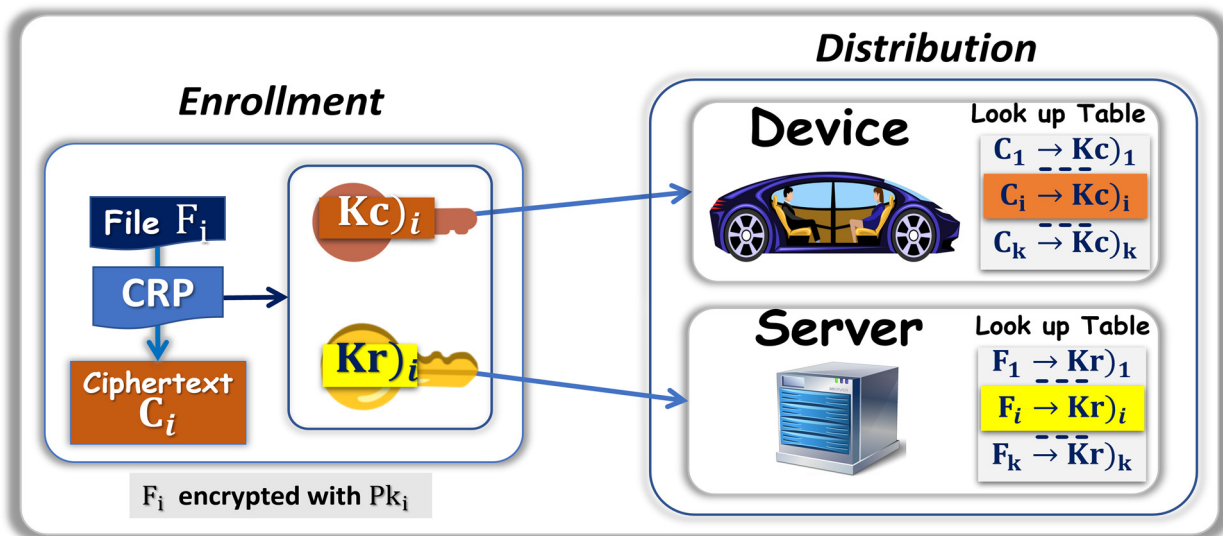 Enrollment
File Fᵢ
CRP
Ciphertext
Cᵢ
Kc)ᵢ
Kr)ᵢ
Fᵢ encrypted with Pkᵢ
Distribution
Device
Look up Table
C₁ → Kc)₁
Cᵢ → Kc)ᵢ
Cₖ → Kc)ₖ
Server
Look up Table
F₁ → Kr)₁
Fᵢ → Kr)ᵢ
Fₖ → Kr)ₖ